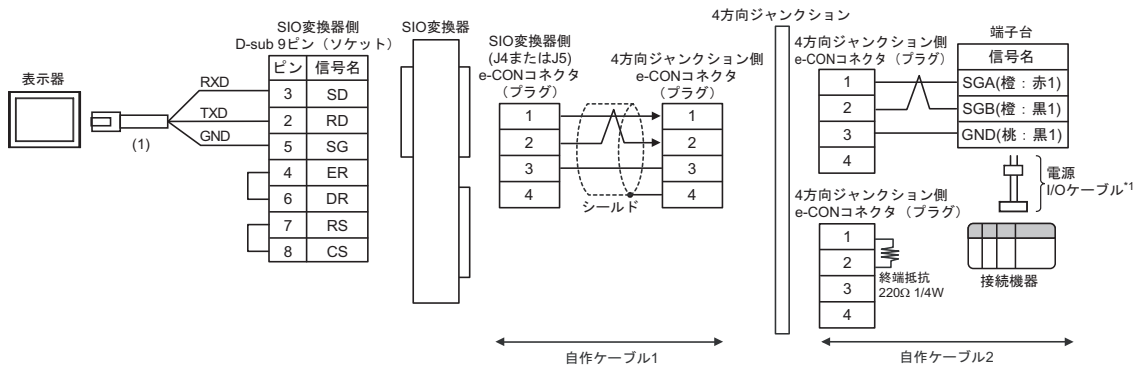 表示器
(1)
RXD
TXD
GND
SIO変換器側
D-sub 9ピン（ソケット）
ピン 信号名
3 SD
2 RD
5 SG
4 ER
6 DR
7 RS
8 CS
SIO変換器
SIO変換器側
(J4またはJ5)
e-CONコネクタ
（プラグ）
1
2
3
4
シールド
4方向ジャンクション側
e-CONコネクタ
（プラグ）
1
2
3
4
自作ケーブル1
4方向ジャンクション
4方向ジャンクション側
e-CONコネクタ（プラグ）
1
2
3
4
端子台
信号名
SGA(橙：赤1)
SGB(橙：黒1)
GND(桃：黒1)
電源
I/Oケーブル*1
接続機器
4方向ジャンクション側
e-CONコネクタ（プラグ）
1
2
3
4
終端抵抗
220Ω 1/4W
自作ケーブル2